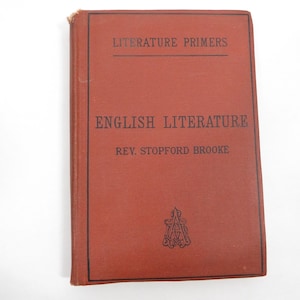 LITERATURE PRIMERS
ENGLISH LITERATURE
REV. STOPFORD BROOKE